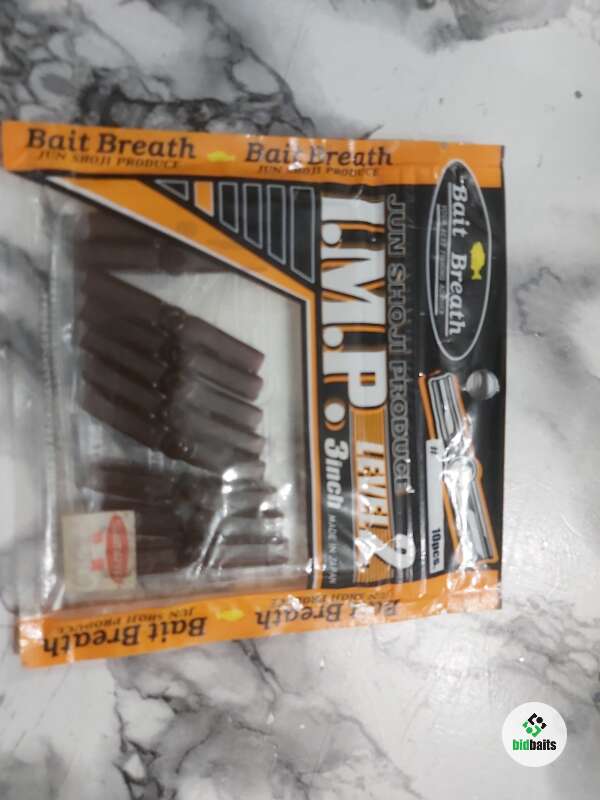 Bait Breath
JUN SHOJI PRODUCE
Bait Breath
JUN SHOJI PRODUCE
Bait Breath
JUN SHOJI PRODUCE
I.M.P.
LEVEL 2
3inch
MADE IN JAPAN
#
10pcs
Bait Breath
JUN SHOJI PRODUCE
Bait Breath
JUN SHOJI PRODUCE
bidbaits